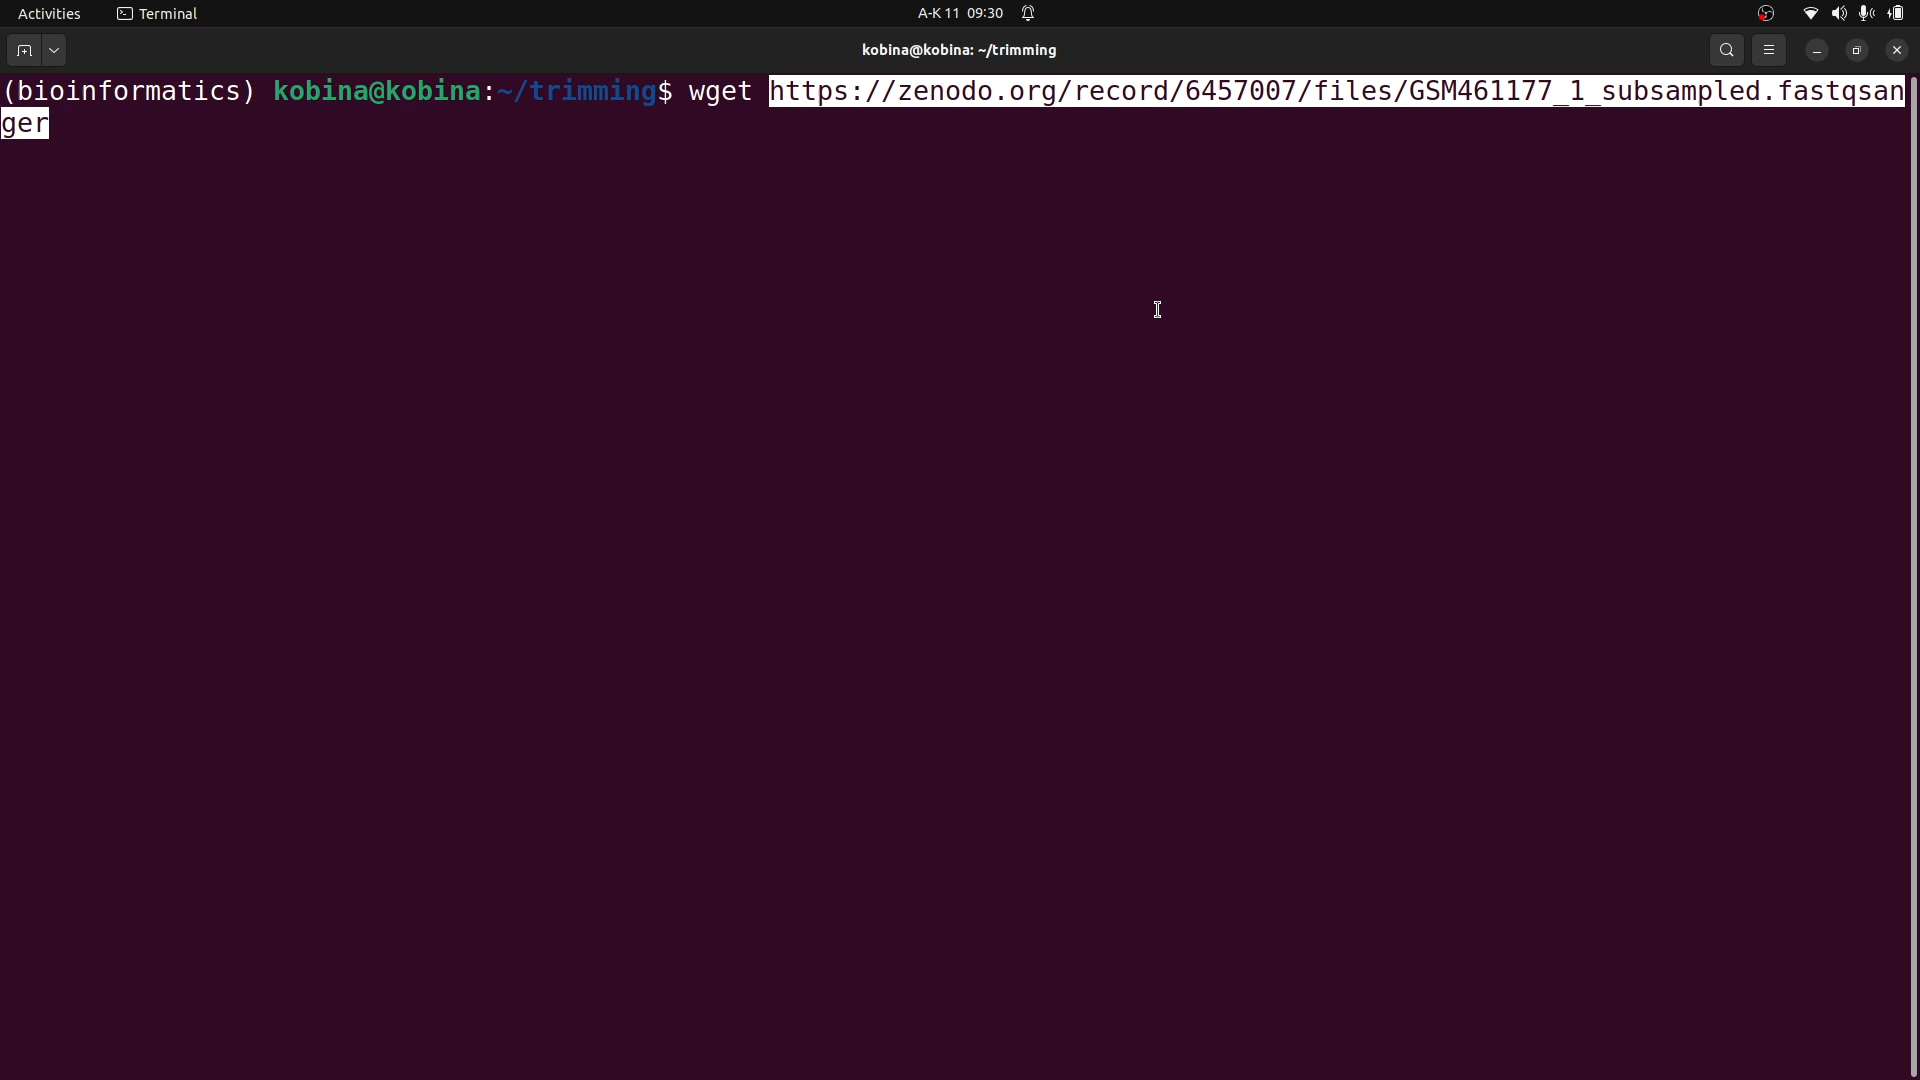 Activities Terminal A-K 11 09:30
kobina@kobina: ~/trimming
(bioinformatics) kobina@kobina:~/trimming$ wget https://zenodo.org/record/6457007/files/GSM461177_1_subsampled.fastqsan
ger